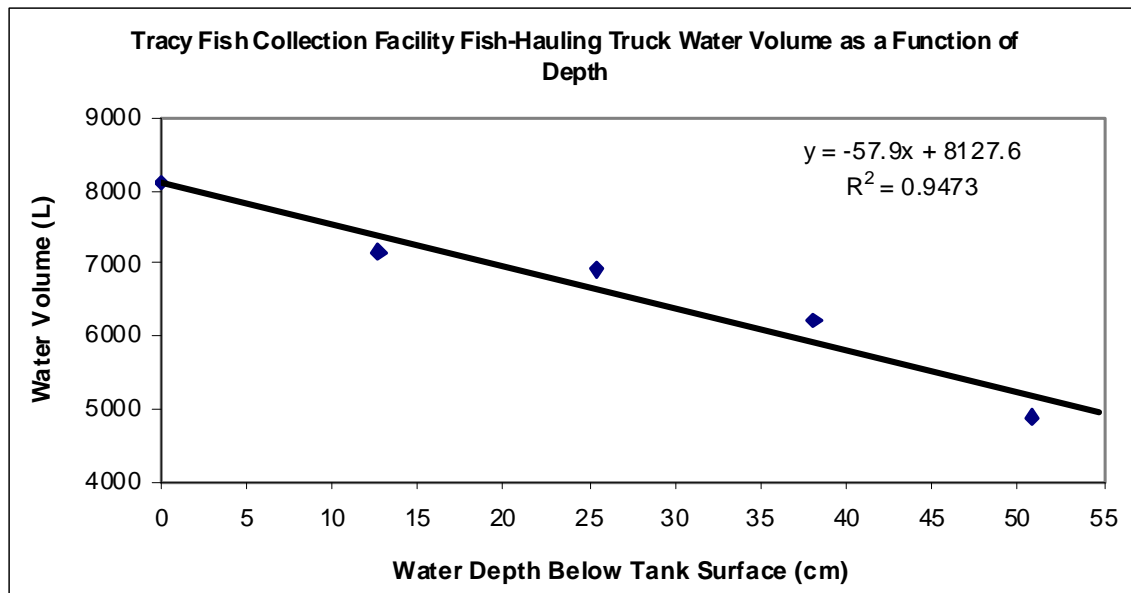 Tracy Fish Collection Facility Fish-Hauling Truck Water Volume as a Function of
Depth
y = -57.9x + 8127.6
R² = 0.9473
9000
8000
7000
6000
5000
4000
Water Volume (L)
0 5 10 15 20 25 30 35 40 45 50 55
Water Depth Below Tank Surface (cm)